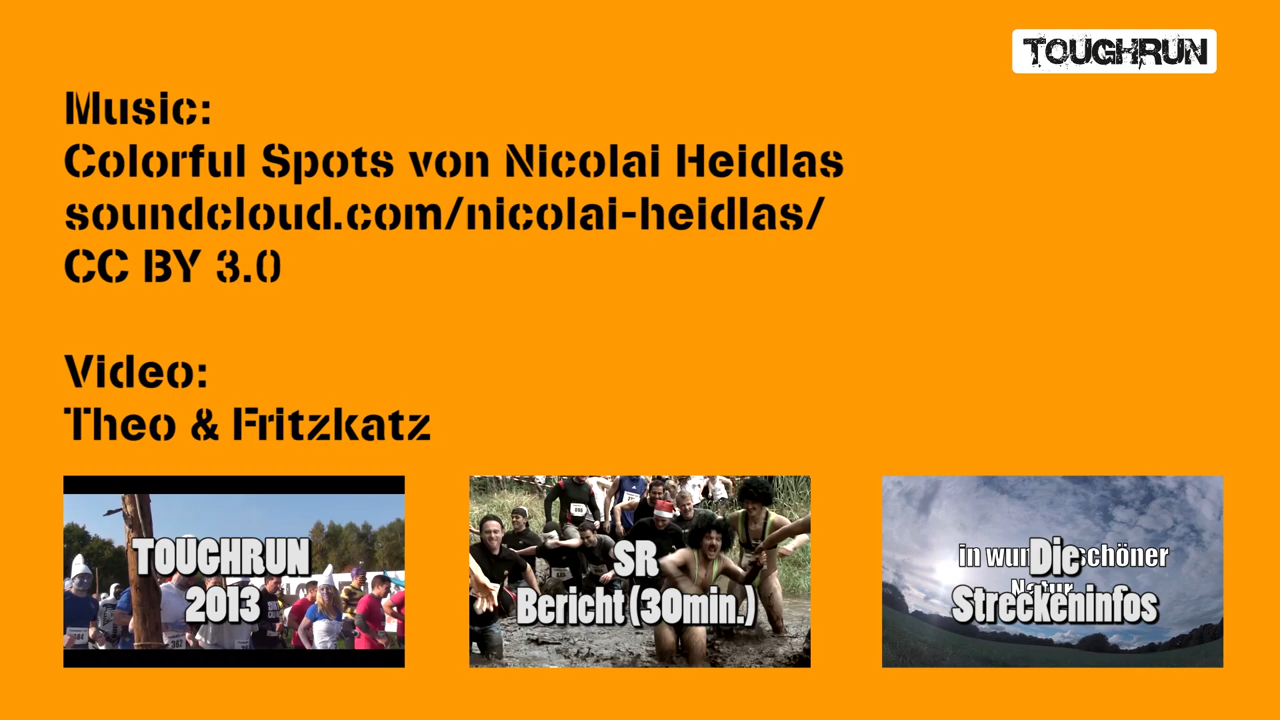 TOUGHRUN
Music:
Colorful Spots von Nicolai Heidlas
soundcloud.com/nicolai-heidlas/
CC BY 3.0
Video:
Theo & Fritzkatz
TOUGHRUN
2013
SR
Bericht (30min.)
Die
Streckeninfos